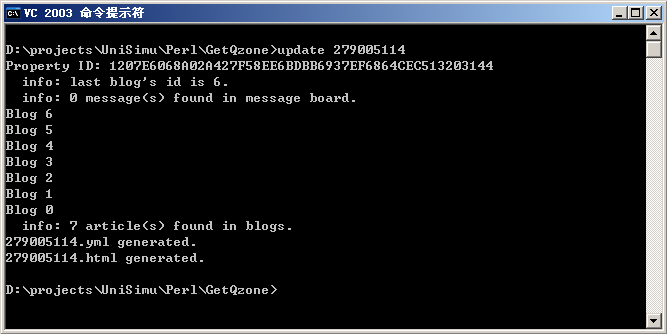 VC 2003 命令提示符
D:\projects\UniSimu\Perl\GetQzone>update 279005114
Property ID: 1207E6068A02A427F58EE6BDBB6937EF6864CEC513203144
  info: last blog's id is 6.
  info: 0 message(s) found in message board.
Blog 6
Blog 5
Blog 4
Blog 3
Blog 2
Blog 1
Blog 0
  info: 7 article(s) found in blogs.
279005114.yml generated.
279005114.html generated.
D:\projects\UniSimu\Perl\GetQzone>